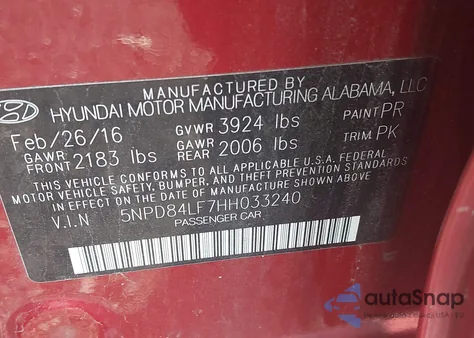 MANUFACTURED BY
HYUNDAI MOTOR MANUFACTURING ALABAMA, LLC
Feb/26/16 GVWR 3924 lbs PAINT PR
GAWR FRONT 2183 lbs GAWR REAR 2006 lbs TRIM PK
THIS VEHICLE CONFORMS TO ALL APPLICABLE U.S. FEDERAL
MOTOR VEHICLE SAFETY, BUMPER, AND THEFT PREVENTION STANDARDS
IN EFFECT ON THE DATE OF MANUFACTURE SHOWN ABOVE.
V.I.N 5NPD84LF7HH033240
PASSENGER CAR
autoSnap